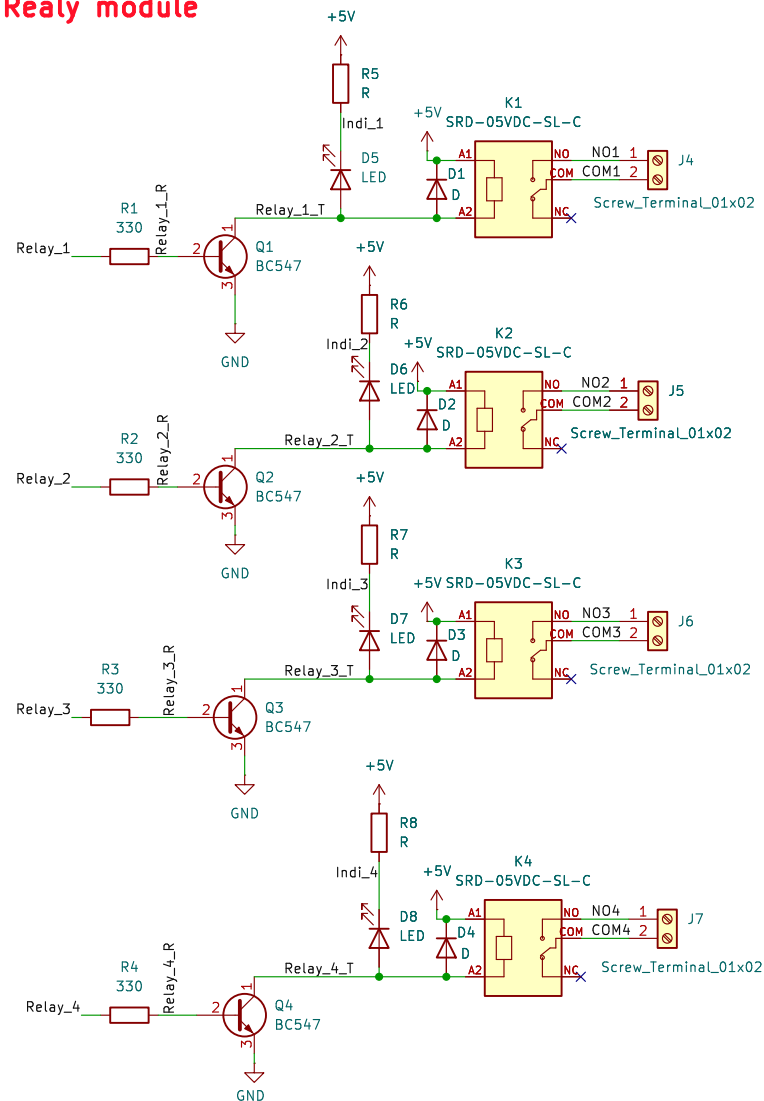 Realy module
+5V
R5
R
Indi_1
+5V
K1
SRD-05VDC-SL-C
D5
LED
D1
D
A1
A2
NO
COM
NC
NO1
COM1
1
2
J4
Screw_Terminal_01x02
Relay_1
R1
330
Relay_1_R
2
1
3
Q1
BC547
Relay_1_T
GND
+5V
R6
R
Indi_2
+5V
K2
SRD-05VDC-SL-C
D6
LED
D2
D
A1
A2
NO
COM
NC
NO2
COM2
1
2
J5
Screw_Terminal_01x02
Relay_2
R2
330
Relay_2_R
2
1
3
Q2
BC547
Relay_2_T
GND
+5V
R7
R
Indi_3
+5V
K3
SRD-05VDC-SL-C
D7
LED
D3
D
A1
A2
NO
COM
NC
NO3
COM3
1
2
J6
Screw_Terminal_01x02
Relay_3
R3
330
Relay_3_R
2
1
3
Q3
BC547
Relay_3_T
GND
+5V
R8
R
Indi_4
+5V
K4
SRD-05VDC-SL-C
D8
LED
D4
D
A1
A2
NO
COM
NC
NO4
COM4
1
2
J7
Screw_Terminal_01x02
Relay_4
R4
330
Relay_4_R
2
1
3
Q4
BC547
Relay_4_T
GND